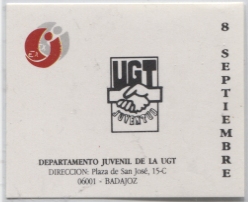 UGT
JUVENTUD
8 SEPTIEMBRE
DEPARTAMENTO JUVENIL DE LA UGT
DIRECCION: Plaza de San José, 15-C
06001 - BADAJOZ